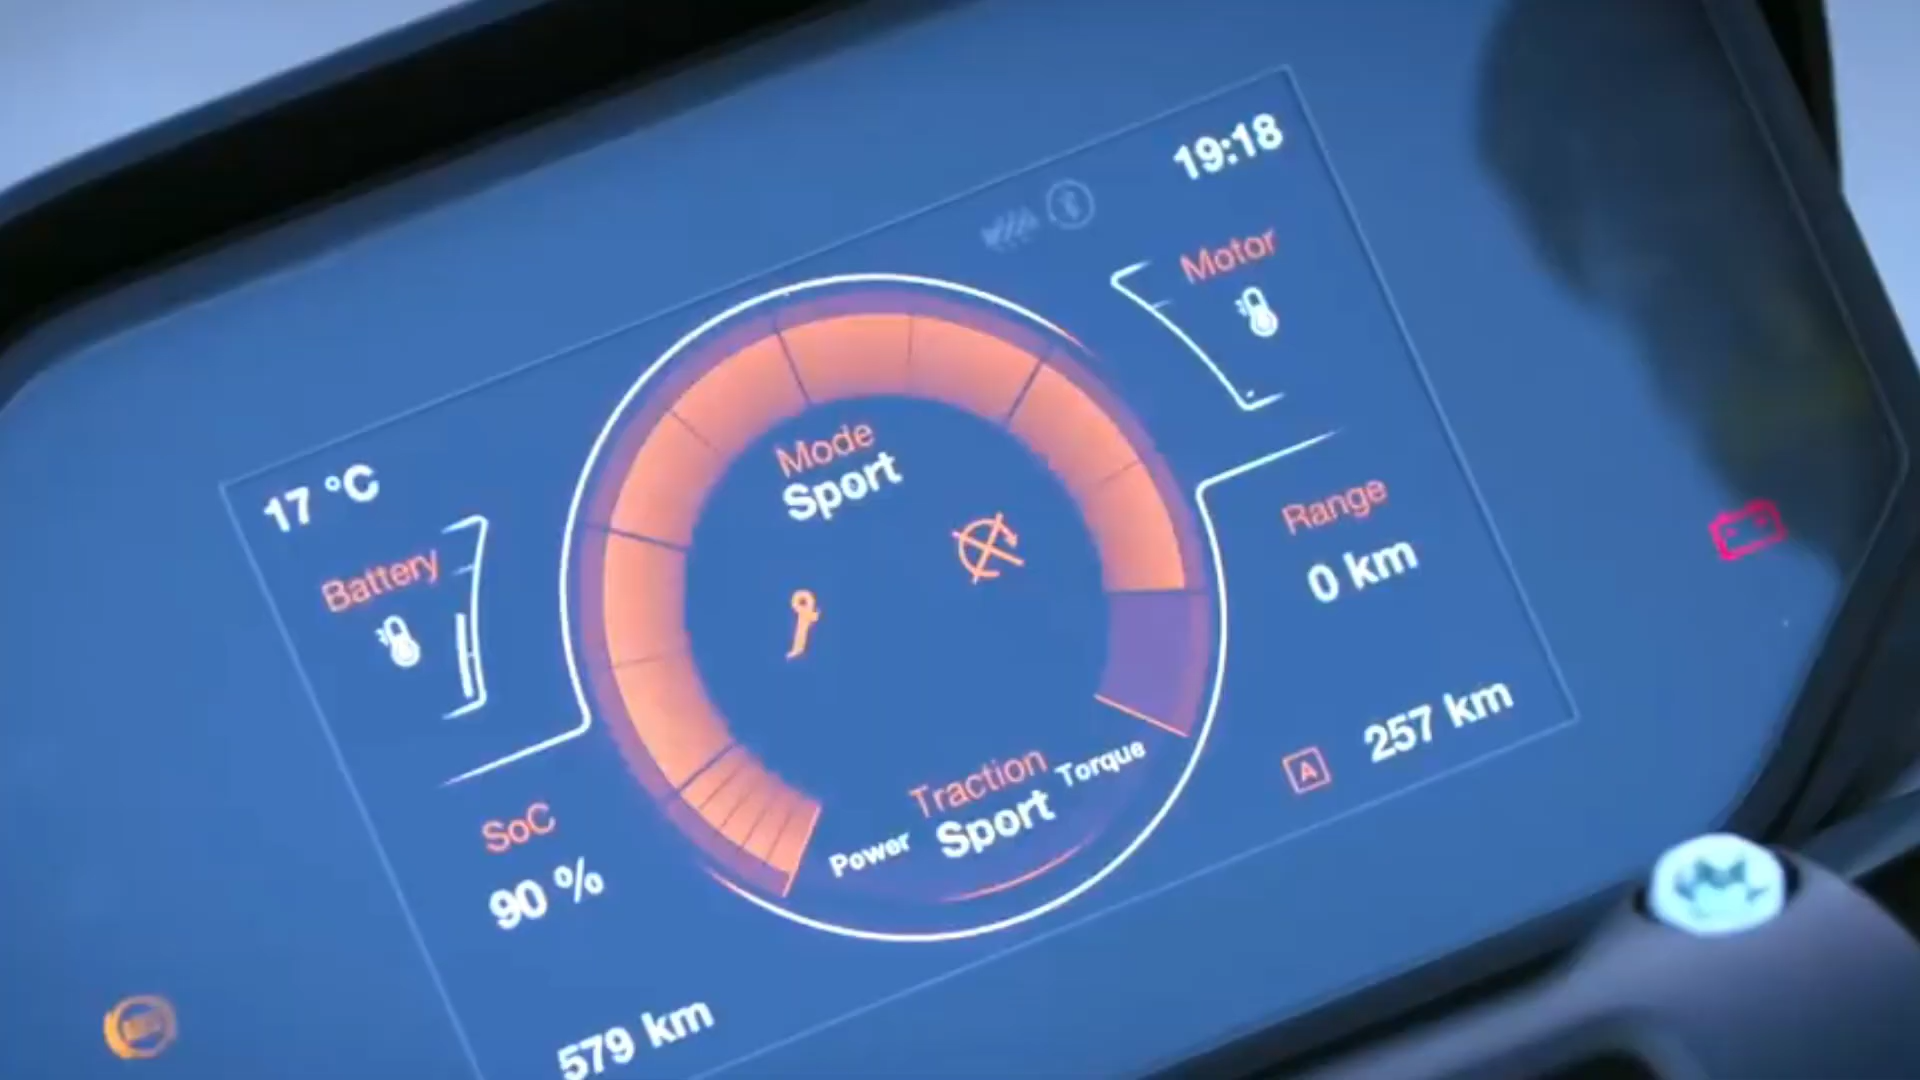 19:18
Motor
17 °C
Battery
Mode
Sport
Range
0 km
SoC
90 %
Traction
Sport
Power
Torque
A
257 km
579 km